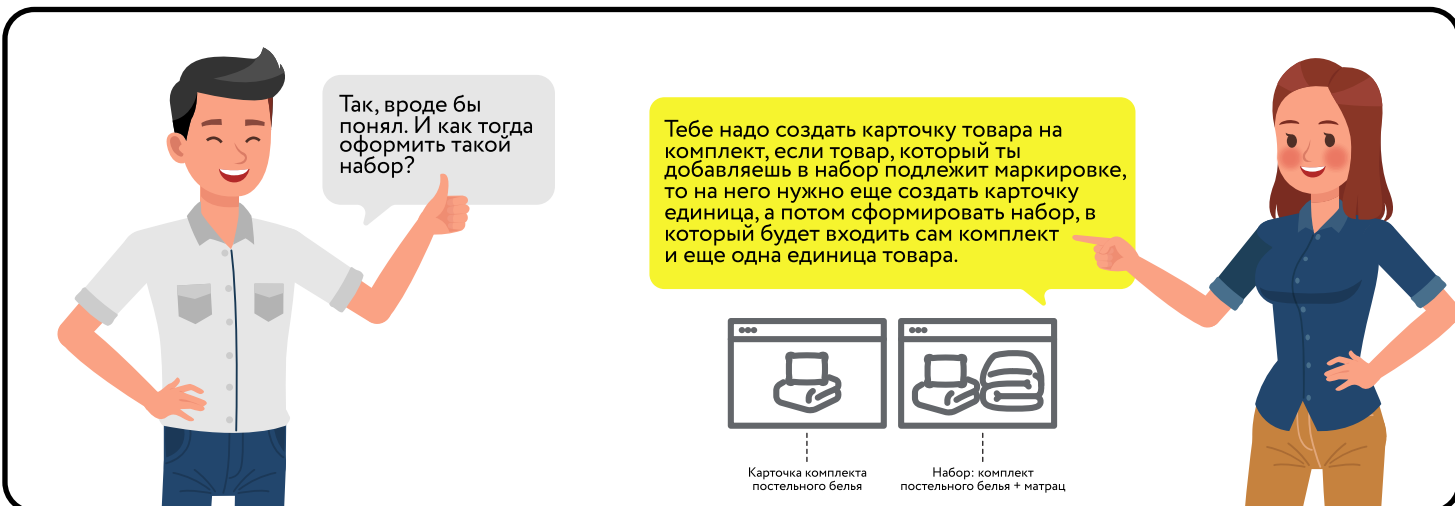 Так, вроде бы
понял. И как тогда
оформить такой
набор?
Тебе надо создать карточку товара на
комплект, если товар, который ты
добавляешь в набор подлежит маркировке,
то на него нужно еще создать карточку
единица, а потом сформировать набор, в
который будет входить сам комплект
и еще одна единица товара.
Карточка комплекта
постельного белья
Набор: комплект
постельного белья + матрац